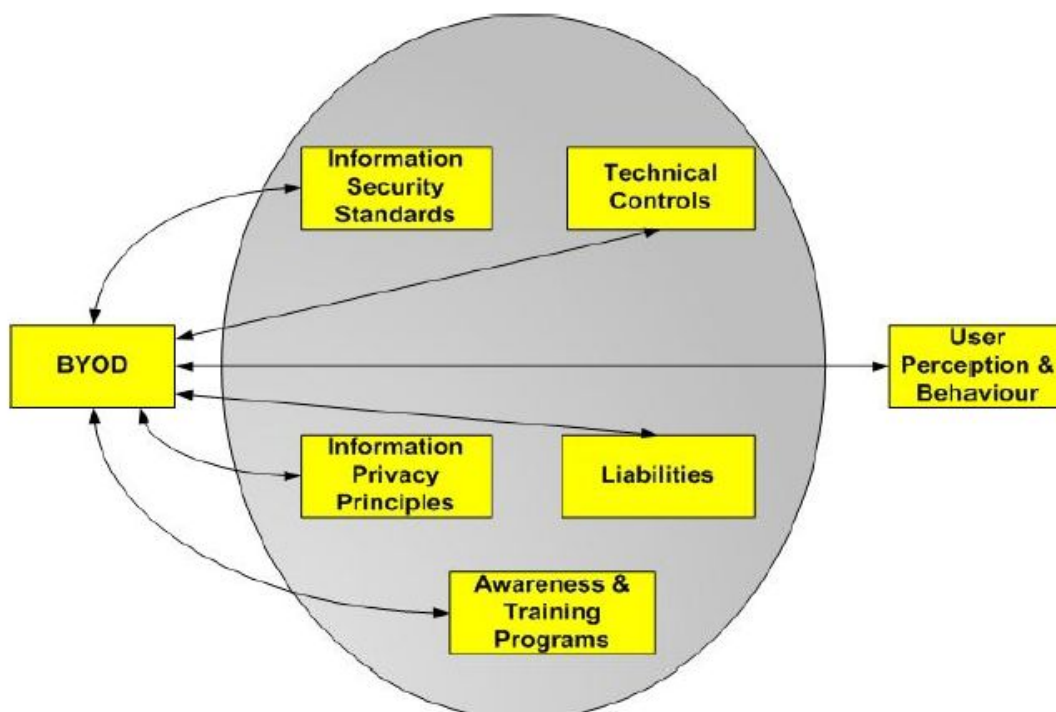 Information
Security
Standards
Technical
Controls
BYOD
User
Perception &
Behaviour
Information
Privacy
Principles
Liabilities
Awareness &
Training
Programs